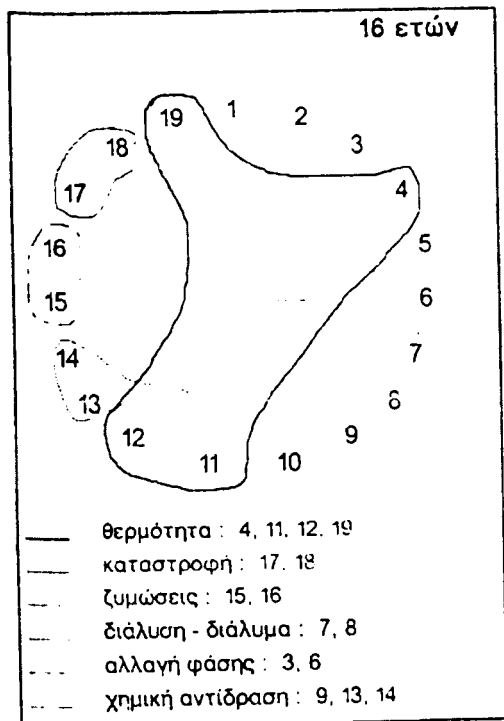 16 ετών
19 1 2
18 3
17 4
16 5
15 6
14 7
13 8
12 11 10 9
θερμότητα : 4, 11, 12, 19
καταστροφή : 17, 18
ζυμώσεις : 15, 16
διάλυση - διάλυμα : 7, 8
αλλαγή φάσης : 3, 6
χημική αντίδραση : 9, 13, 14